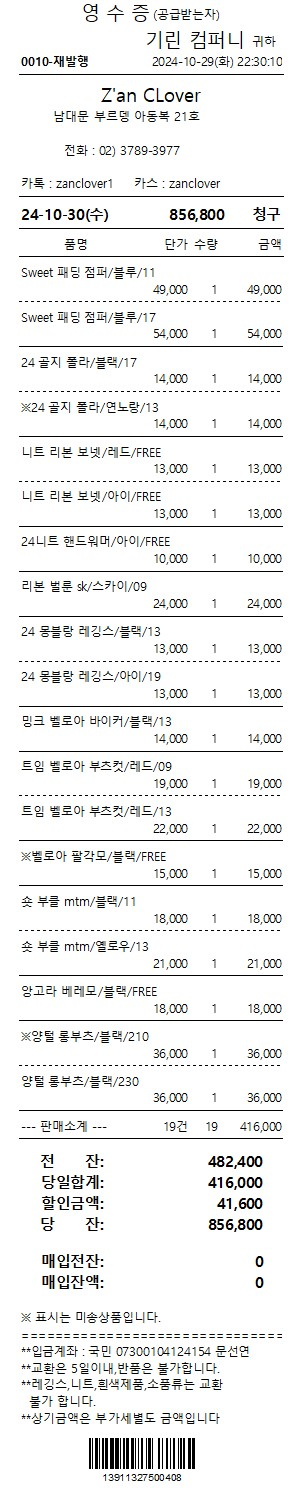 영 수 증 (공급받는자)
기린 컴퍼니 귀하
0010-재발행 2024-10-29(화) 22:30:10
Z'an CLover
남대문 부르뎅 아동복 21호
전화 : 02) 3789-3977
카톡 : zanclover1 카스 : zanclover
24-10-30(수) 856,800 청구
품명 단가 수량 금액
Sweet 패딩 점퍼/블루/11
49,000 1 49,000
Sweet 패딩 점퍼/블루/17
54,000 1 54,000
24 골지 폴라/블랙/17
14,000 1 14,000
※24 골지 폴라/연노랑/13
14,000 1 14,000
니트 리본 보넷/레드/FREE
13,000 1 13,000
니트 리본 보넷/아이/FREE
13,000 1 13,000
24니트 핸드워머/아이/FREE
10,000 1 10,000
리본 벌룬 sk/스카이/09
24,000 1 24,000
24 몽블랑 레깅스/블랙/13
13,000 1 13,000
24 몽블랑 레깅스/아이/19
13,000 1 13,000
밍크 벨로아 바이커/블랙/13
14,000 1 14,000
트임 벨로아 부츠컷/레드/09
19,000 1 19,000
트임 벨로아 부츠컷/레드/13
22,000 1 22,000
※벨로아 팔각모/블랙/FREE
15,000 1 15,000
숏 부클 mtm/블랙/11
18,000 1 18,000
숏 부클 mtm/옐로우/13
21,000 1 21,000
앙고라 베레모/블랙/FREE
18,000 1 18,000
※양털 롱부츠/블랙/210
36,000 1 36,000
양털 롱부츠/블랙/230
36,000 1 36,000
--- 판매소계 --- 19건 19 416,000
전 잔: 482,400
당일합계: 416,000
할인금액: 41,600
당 잔: 856,800
매입전잔: 0
매입잔액: 0
※ 표시는 미송상품입니다.
==============================
**입금계좌 : 국민 07300104124154 문선연
**교환은 5일이내,반품은 불가합니다.
**레깅스,니트,흰색제품,소품류는 교환
불가 합니다.
**상기금액은 부가세별도 금액입니다
13911327500408